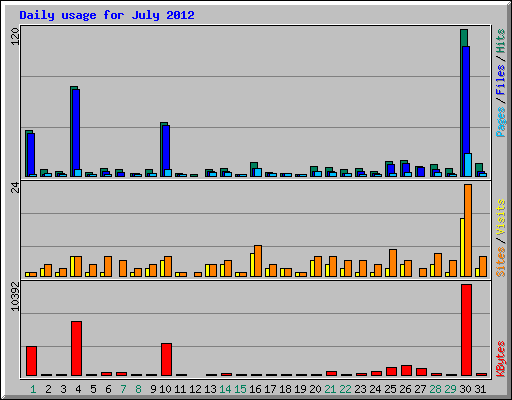 Daily usage for July 2012
120
Pages / Files / Hits
24
Sites / Visits
10392
KBytes
1 2 3 4 5 6 7 8 9 10 11 12 13 14 15 16 17 18 19 20 21 22 23 24 25 26 27 28 29 30 31